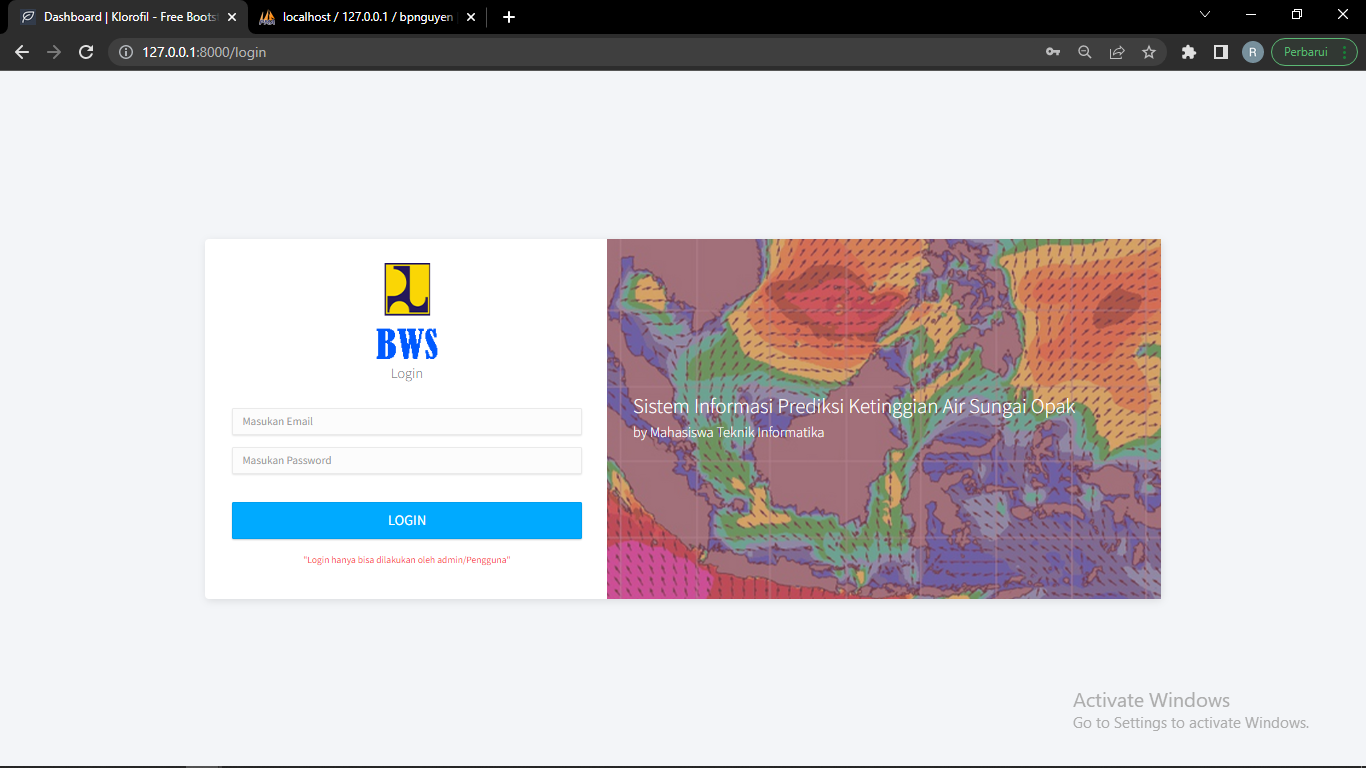 Dashboard | Klorofil - Free Boots
localhost / 127.0.0.1 / bpnguyen
127.0.0.1:8000/login
R
Perbarui
BWS
Login
Masukan Email
Masukan Password
LOGIN
"Login hanya bisa dilakukan oleh admin/Pengguna"
Sistem Informasi Prediksi Ketinggian Air Sungai Opak
by Mahasiswa Teknik Informatika
Activate Windows
Go to Settings to activate Windows.